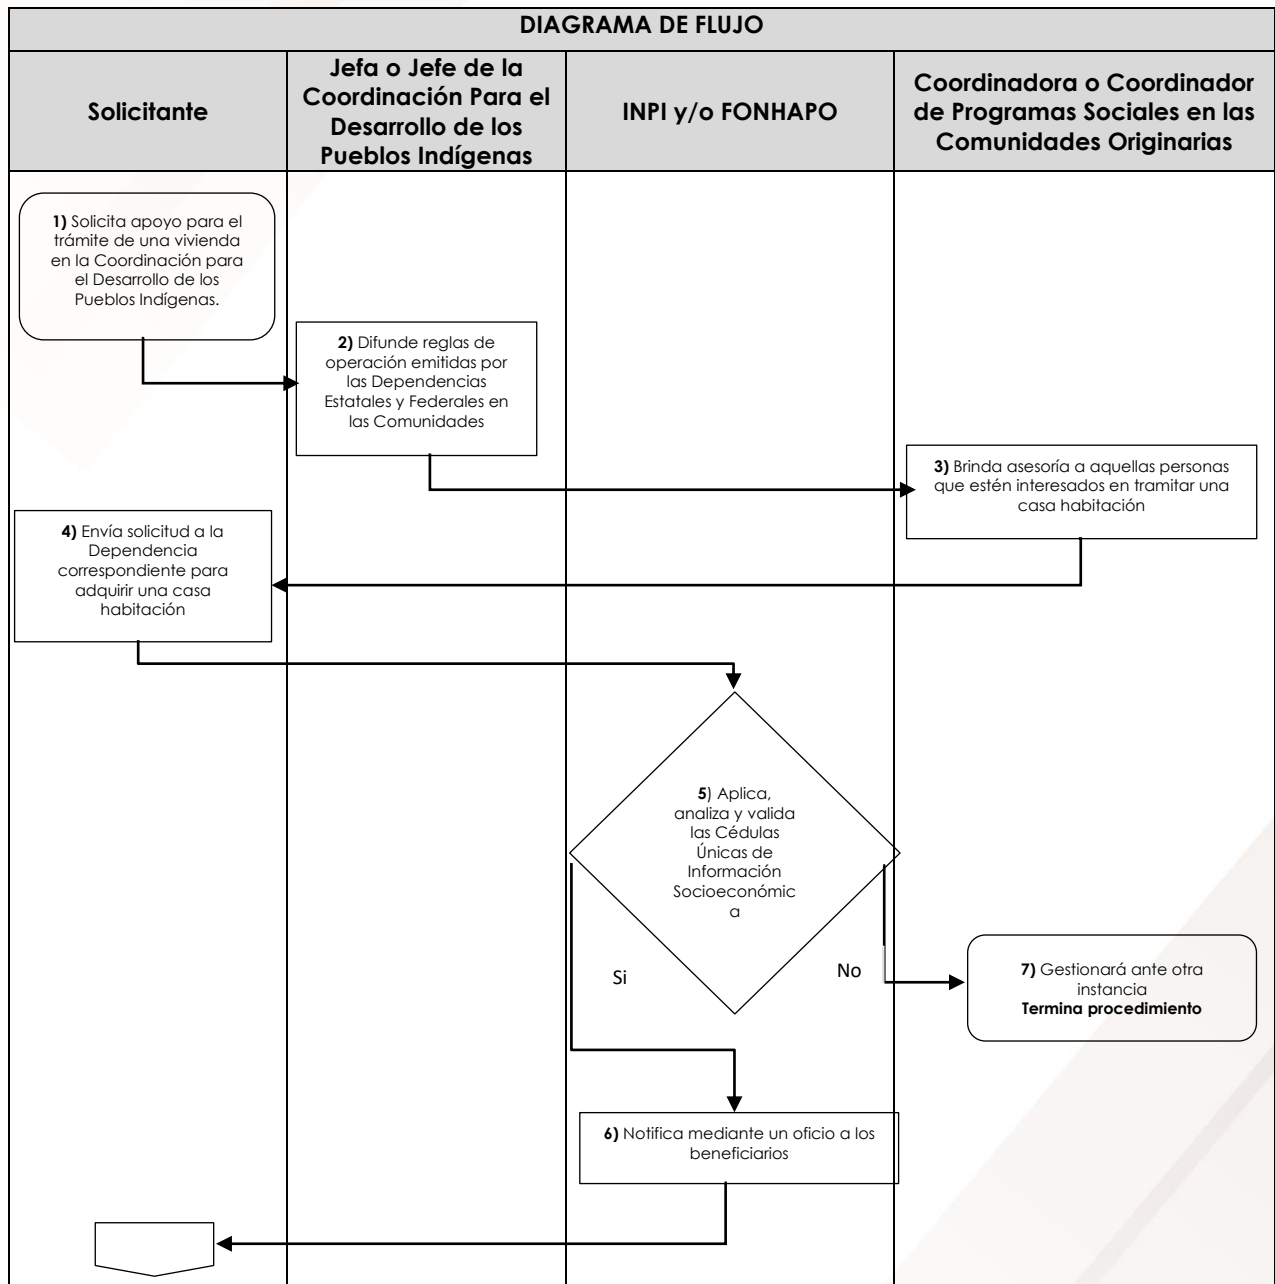 DIAGRAMA DE FLUJO
Solicitante
Jefa o Jefe de la
Coordinación Para el
Desarrollo de los
Pueblos Indígenas
INPI y/o FONHAPO
Coordinadora o Coordinador
de Programas Sociales en las
Comunidades Originarias
1) Solicita apoyo para el
trámite de una vivienda
en la Coordinación para
el Desarrollo de los
Pueblos Indígenas.
2) Difunde reglas de
operación emitidas por
las Dependencias
Estatales y Federales en
las Comunidades
3) Brinda asesoría a aquellas personas
que estén interesados en tramitar una
casa habitación
4) Envía solicitud a la
Dependencia
correspondiente para
adquirir una casa
habitación
5) Aplica,
analiza y valida
las Cédulas
Únicas de
Información
Socioeconómic
a
Si
No
7) Gestionará ante otra
instancia
Termina procedimiento
6) Notifica mediante un oficio a los
beneficiarios